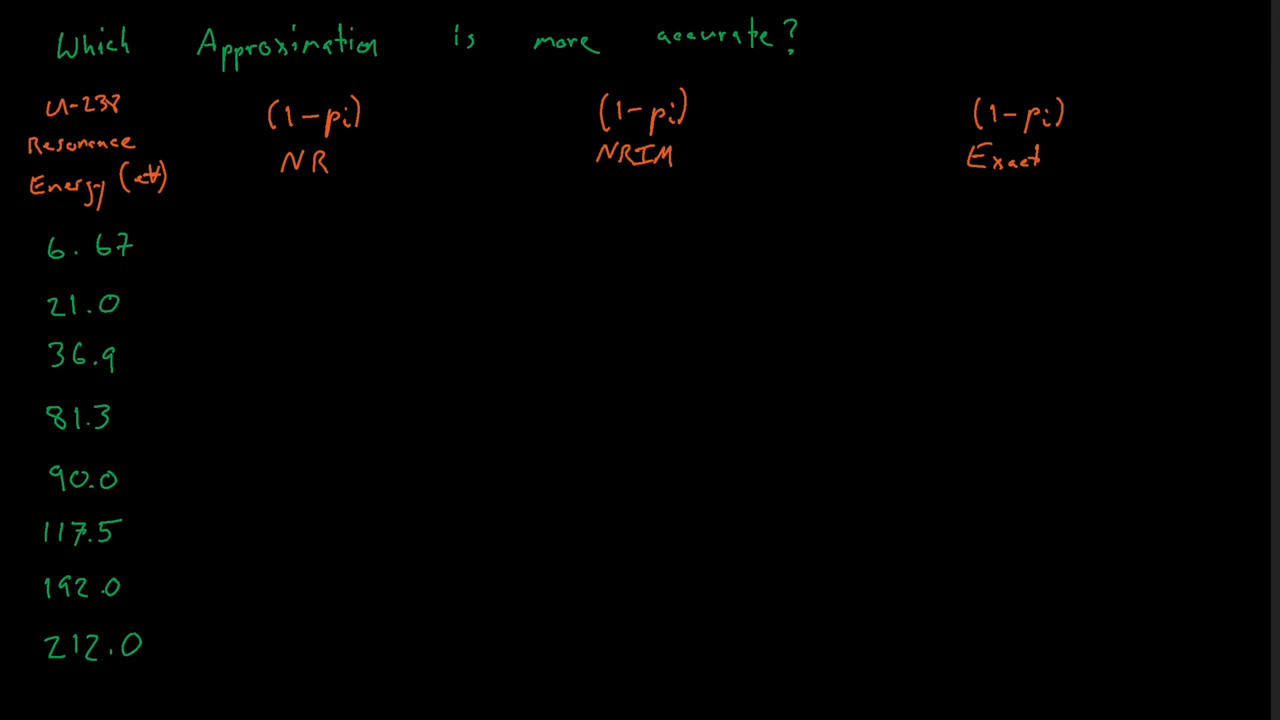 Which Approximation is more accurate?
U-238 Resonance Energy (eV)
(1-pi) NR
(1-pi) NRIM
(1-pi) Exact
6.67
21.0
36.9
81.3
90.0
117.5
192.0
212.0